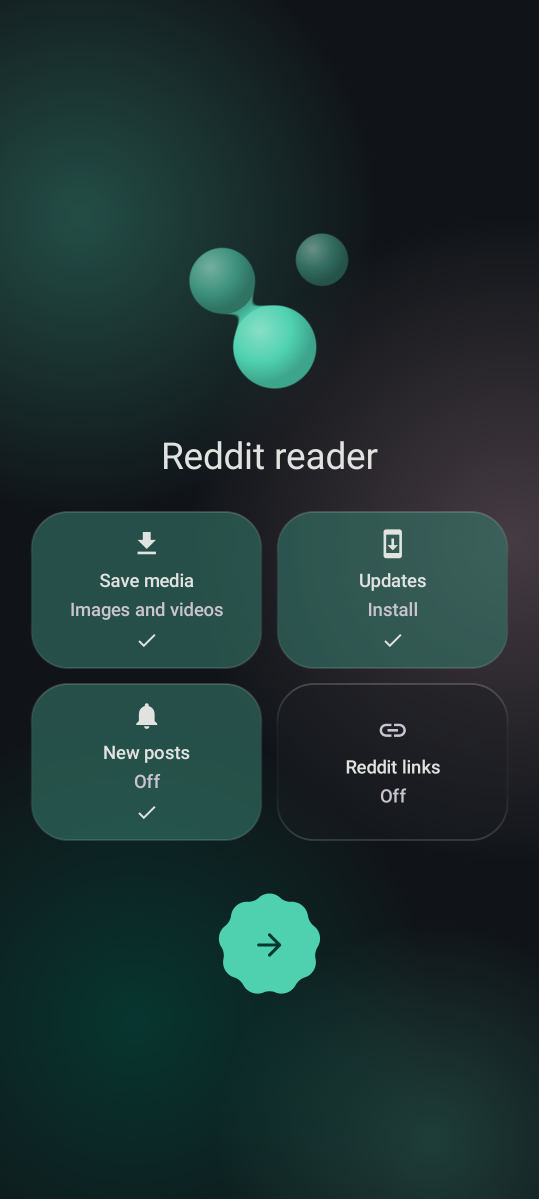 Reddit reader
Save media
Images and videos
Updates
Install
New posts
Off
Reddit links
Off